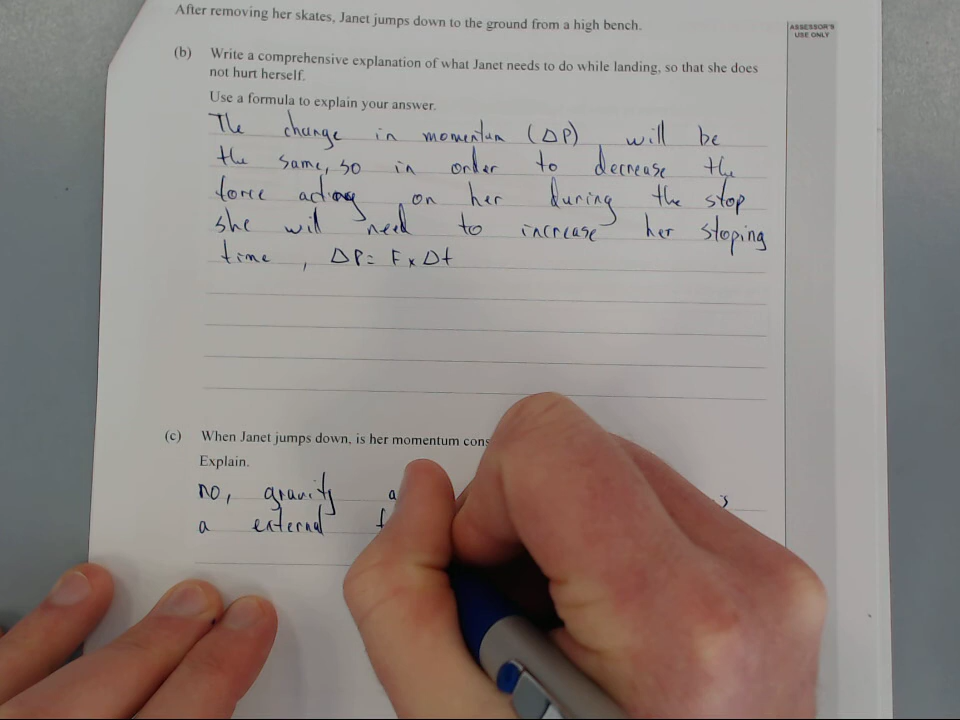 After removing her skates, Janet jumps down to the ground from a high bench.
ASSESSOR'S
USE ONLY
(b) Write a comprehensive explanation of what Janet needs to do while landing, so that she does
not hurt herself.
Use a formula to explain your answer.
The change in momentum (ΔP) will be
the same, so in order to decrease the
force acting on her during the stop
she will need to increase her stoping
time, ΔP= F×Δt
(c) When Janet jumps down, is her momentum cons
Explain.
no, gravity a
a external f